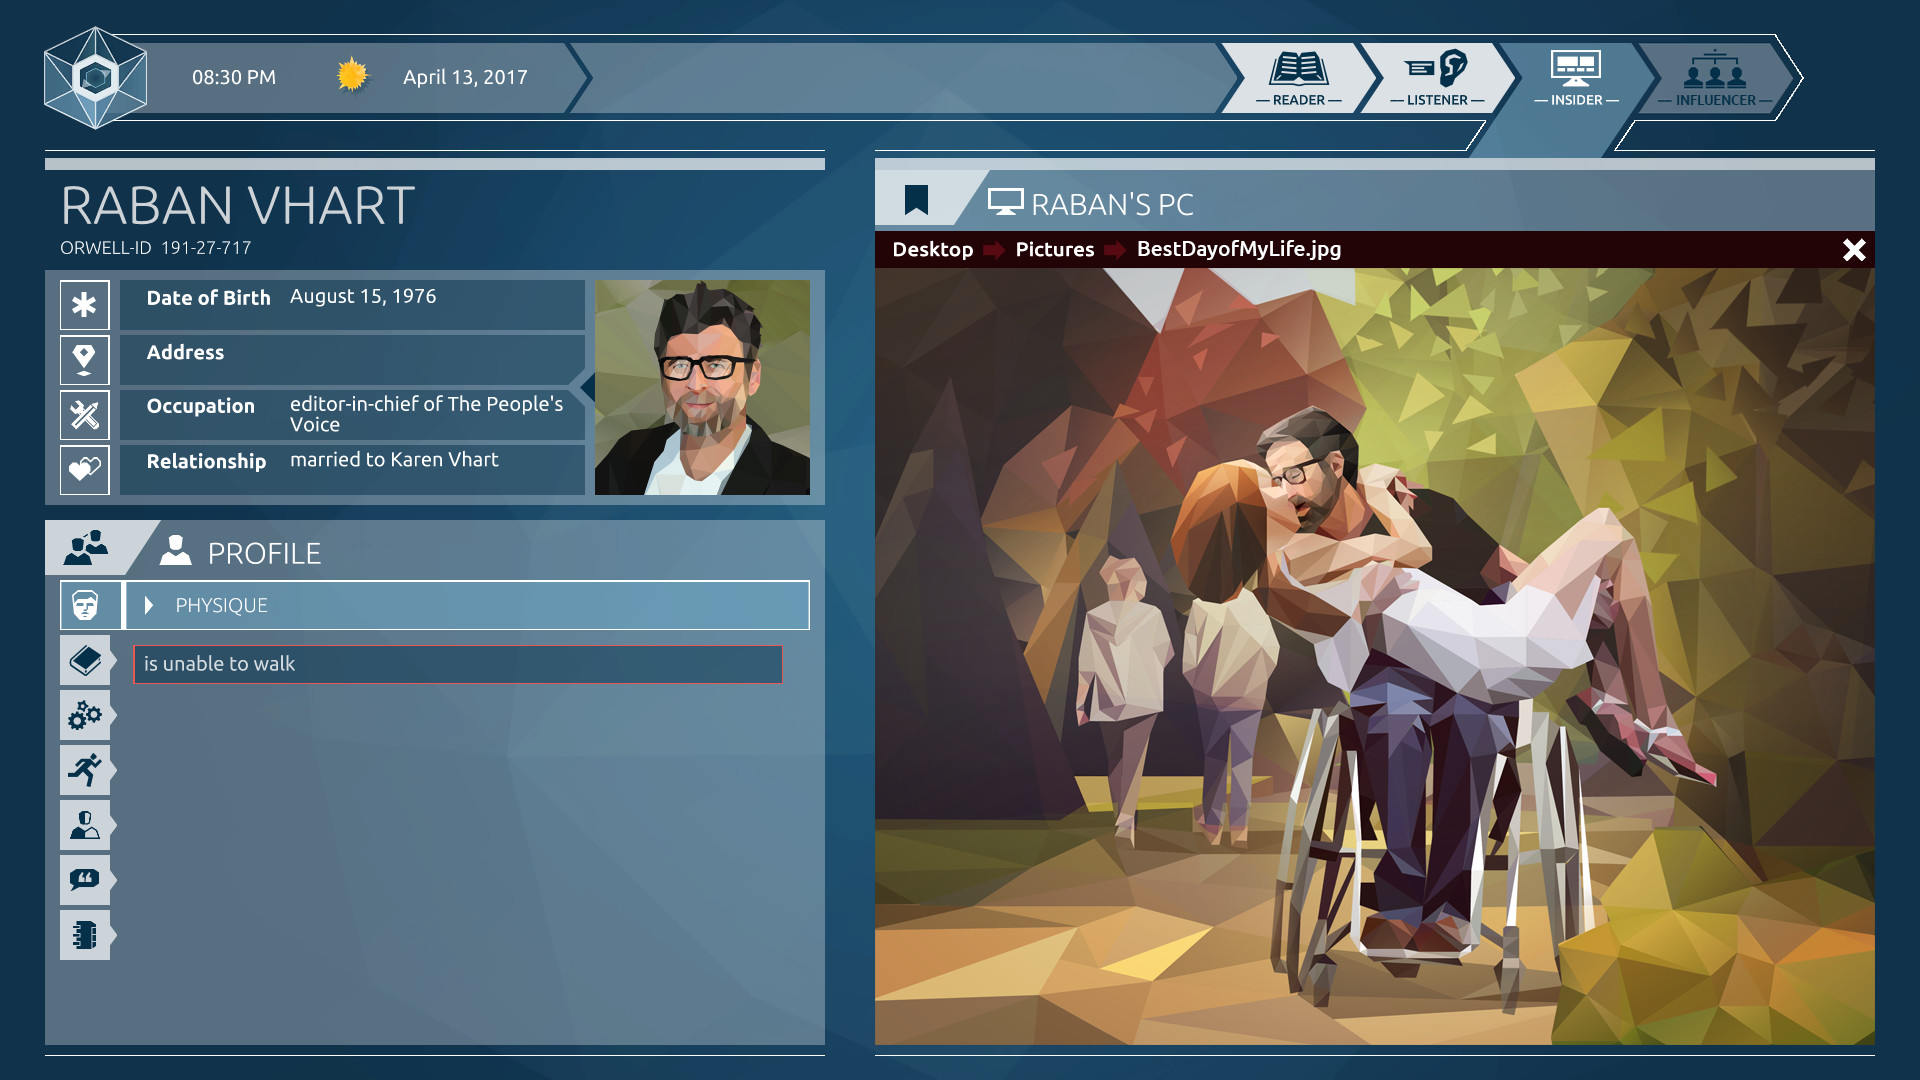 08:30 PM
April 13, 2017
READER
LISTENER
INSIDER
INFLUENCER
RABAN VHART
ORWELL-ID 191-27-717
Date of Birth August 15, 1976
Address
Occupation editor-in-chief of The People's
Voice
Relationship married to Karen Vhart
PROFILE
PHYSIQUE
is unable to walk
RABAN'S PC
Desktop Pictures BestDayofMyLife.jpg